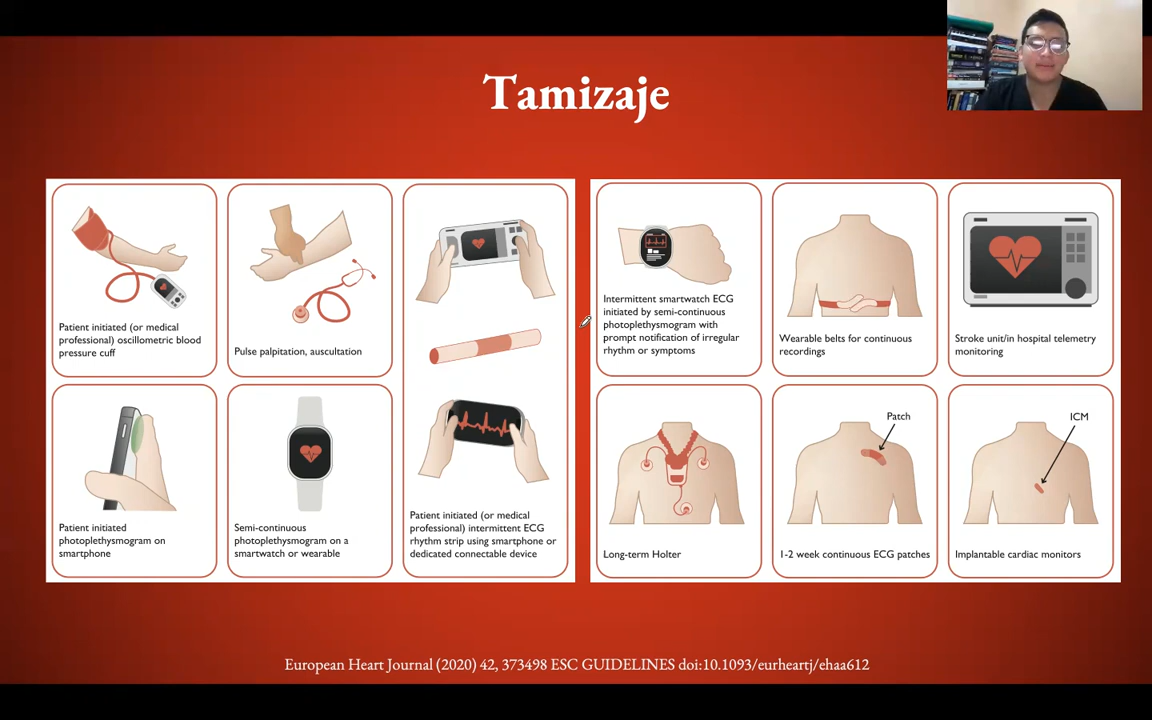 Tamizaje
Patient initiated (or medical
professional) oscillometric blood
pressure cuff
Pulse palpitation, auscultation
Patient initiated
photoplethysmogram on
smartphone
Semi-continuous
photoplethysmogram on a
smartwatch or wearable
Patient initiated (or medical
professional) intermittent ECG
rhythm strip using smartphone or
dedicated connectable device
Intermittent smartwatch ECG
initiated by semi-continuous
photoplethysmogram with
prompt notification of irregular
rhythm or symptoms
Wearable belts for continuous
recordings
Stroke unit/in hospital telemetry
monitoring
Long-term Holter
Patch
1-2 week continuous ECG patches
ICM
Implantable cardiac monitors
European Heart Journal (2020) 42, 373498 ESC GUIDELINES doi:10.1093/eurheartj/ehaa612